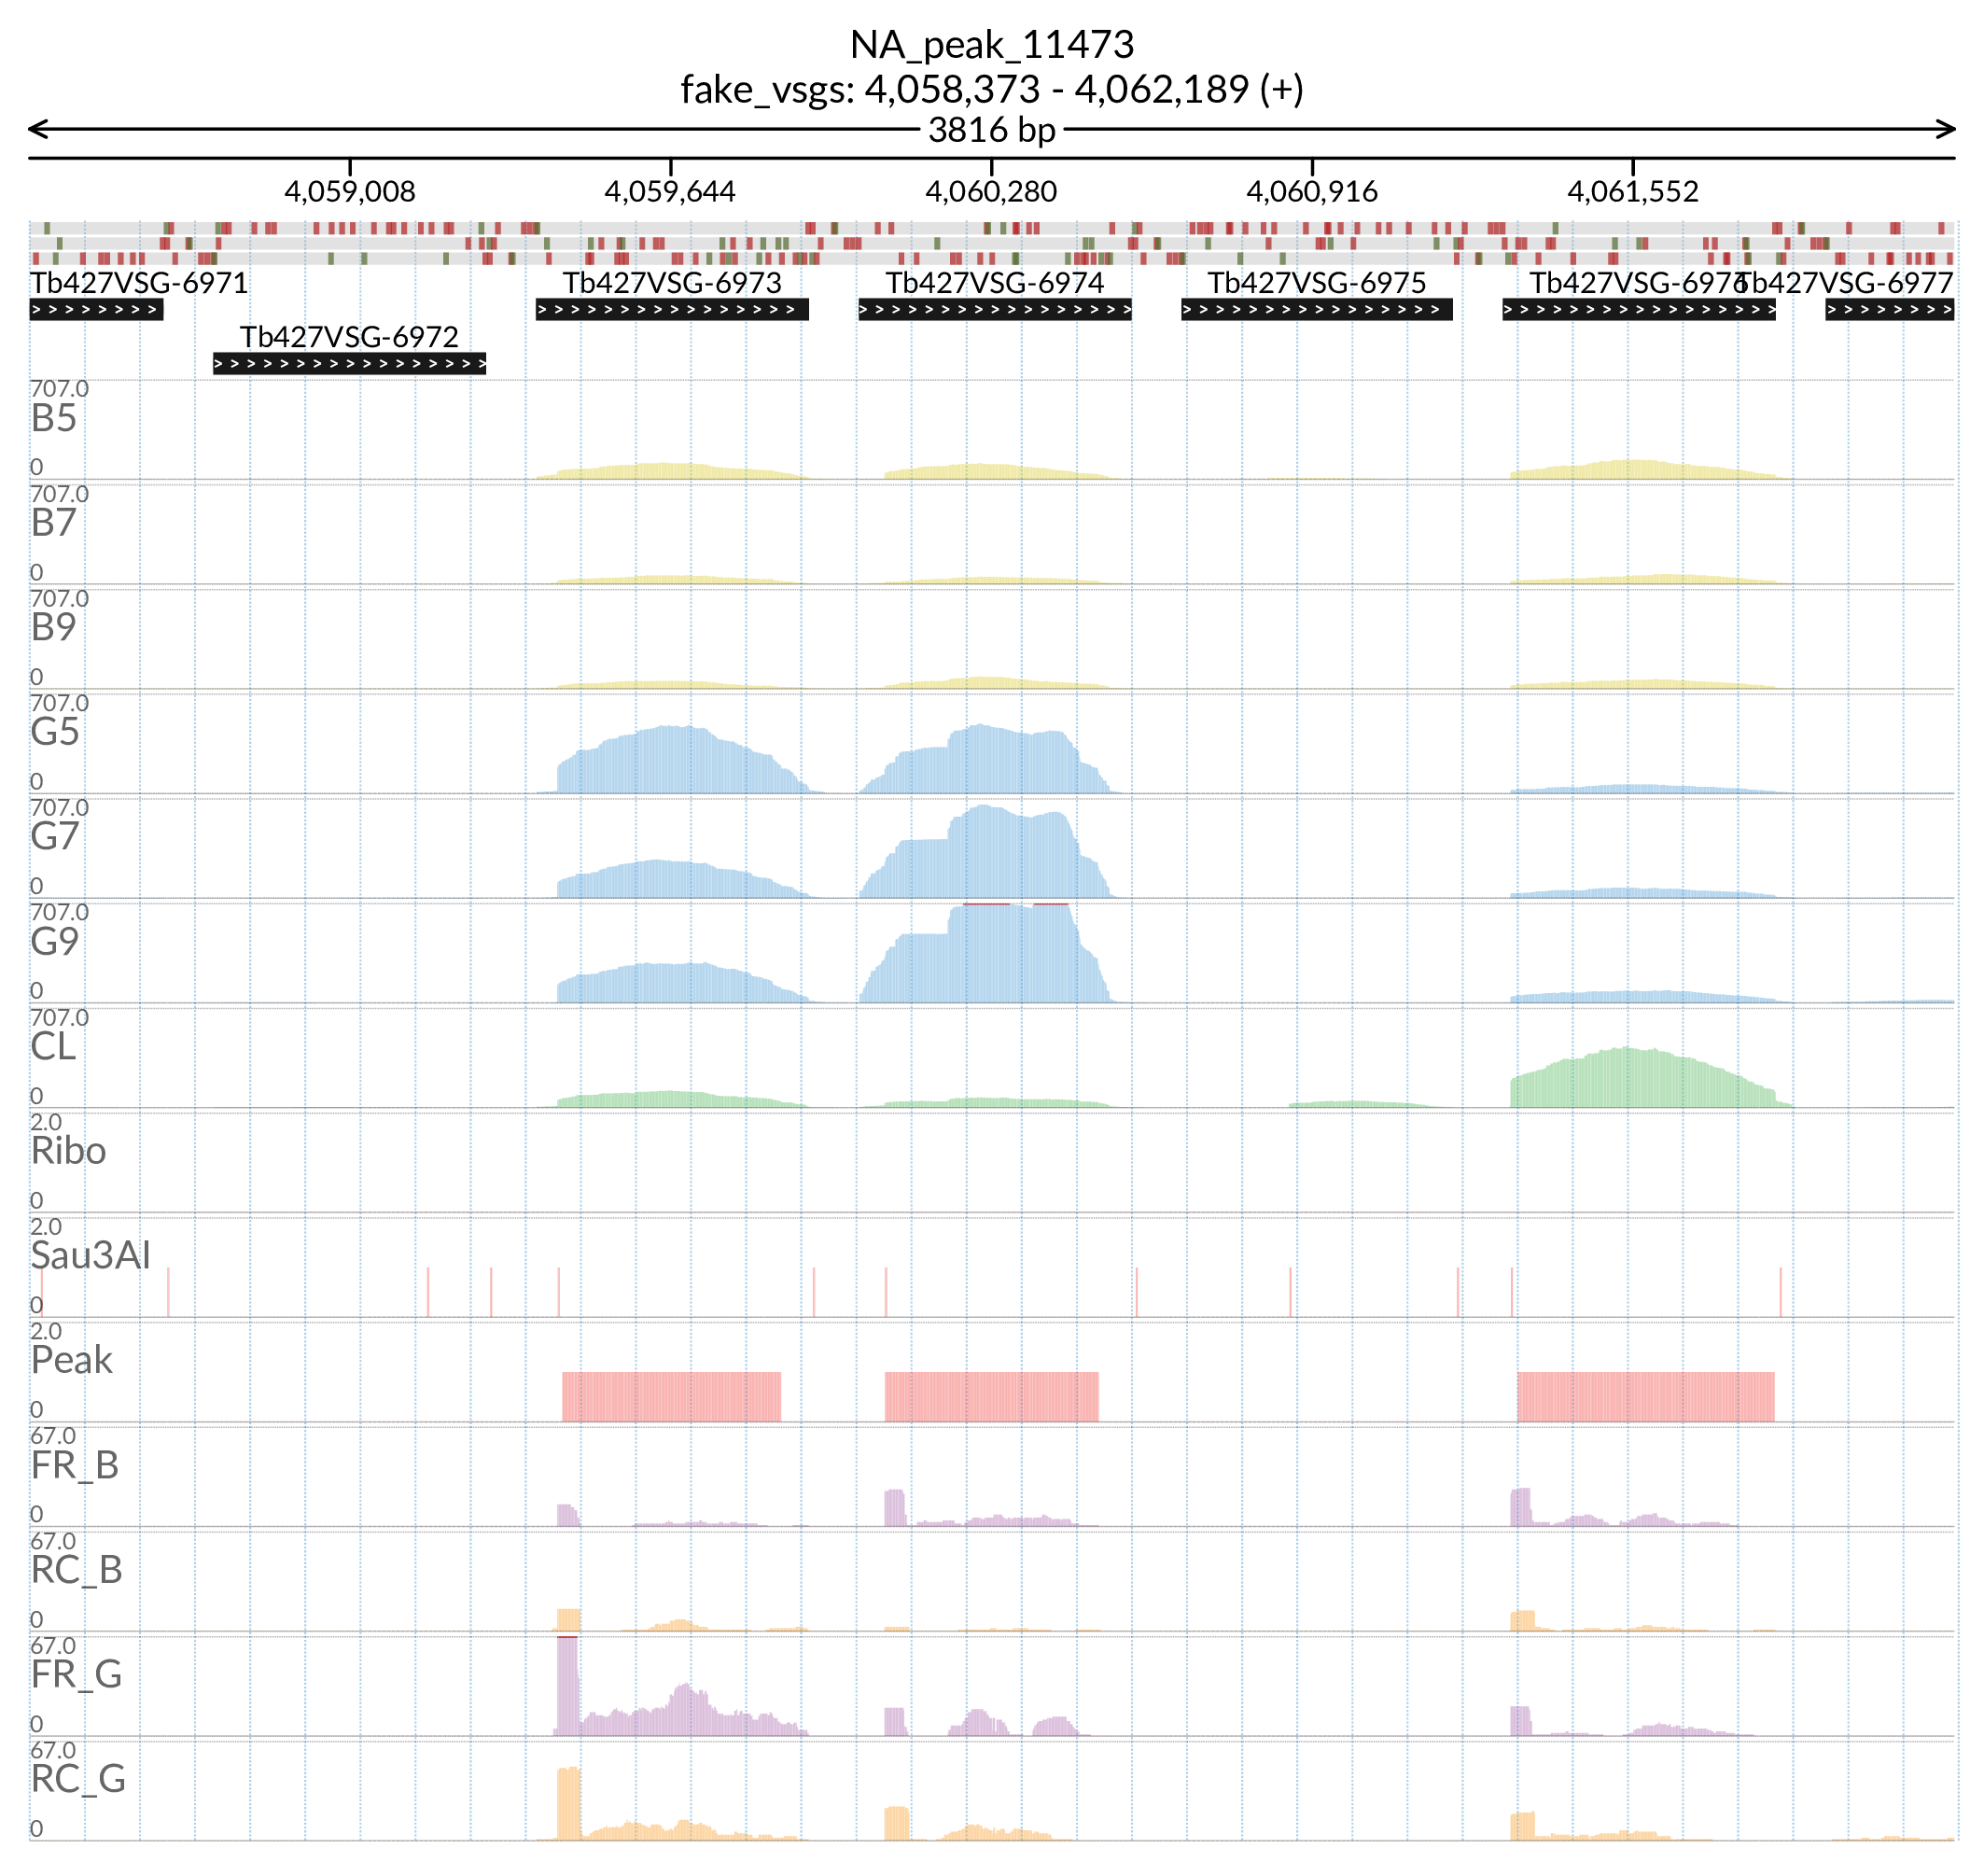 NA_peak_11473
fake_vsgs: 4,058,373 - 4,062,189 (+)
3816 bp
4,059,008 4,059,644 4,060,280 4,060,916 4,061,552
Tb427VSG-6971 Tb427VSG-6973 Tb427VSG-6974 Tb427VSG-6975 Tb427VSG-6976 Tb427VSG-6977
Tb427VSG-6972
707.0
B5
0
707.0
B7
0
707.0
B9
0
707.0
G5
0
707.0
G7
0
707.0
G9
0
707.0
CL
0
2.0
Ribo
0
2.0
Sau3AI
0
2.0
Peak
0
67.0
FR_B
0
67.0
RC_B
0
67.0
FR_G
0
67.0
RC_G
0